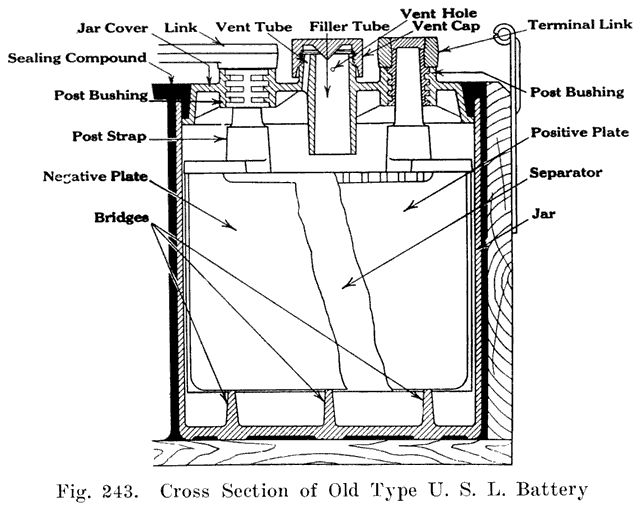 Vent Hole
Jar Cover Link Vent Tube Filler Tube Vent Cap Terminal Link
Sealing Compound
Post Bushing Post Bushing
Post Strap Positive Plate
Negative Plate Separator
Bridges Jar
Fig. 243. Cross Section of Old Type U. S. L. Battery